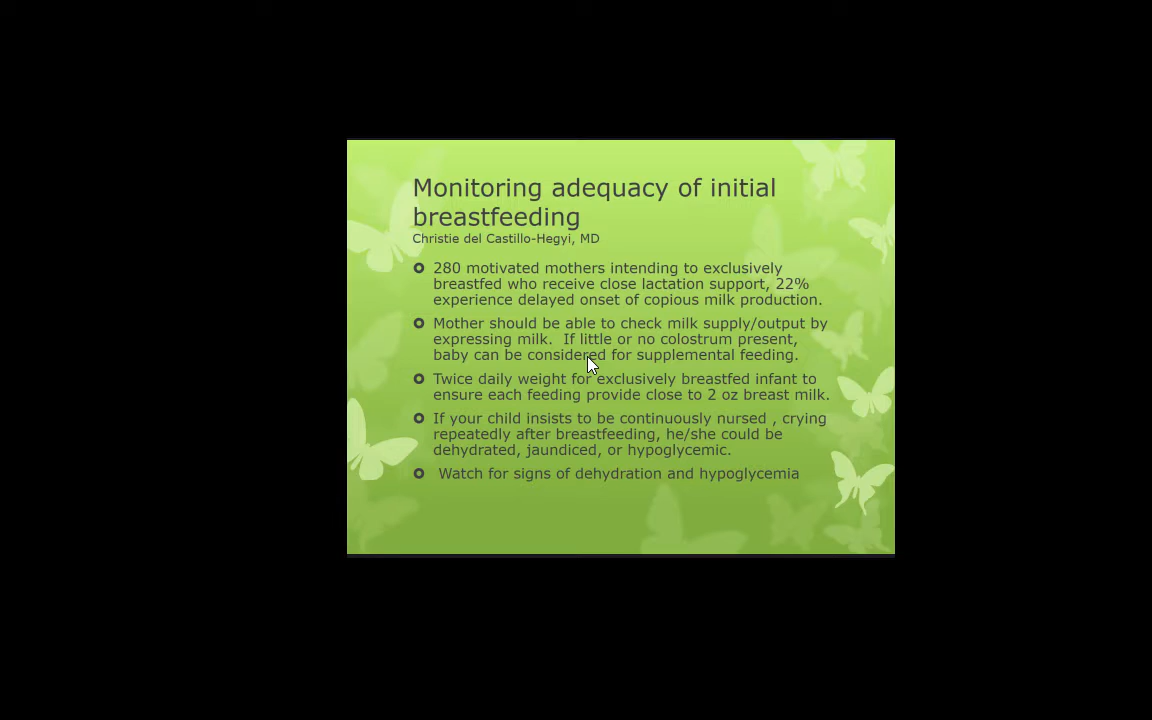 Monitoring adequacy of initial
breastfeeding
Christie del Castillo-Hegyi, MD
280 motivated mothers intending to exclusively
breastfed who receive close lactation support, 22%
experience delayed onset of copious milk production.
Mother should be able to check milk supply/output by
expressing milk.  If little or no colostrum present,
baby can be considered for supplemental feeding.
Twice daily weight for exclusively breastfed infant to
ensure each feeding provide close to 2 oz breast milk.
If your child insists to be continuously nursed , crying
repeatedly after breastfeeding, he/she could be
dehydrated, jaundiced, or hypoglycemic.
Watch for signs of dehydration and hypoglycemia